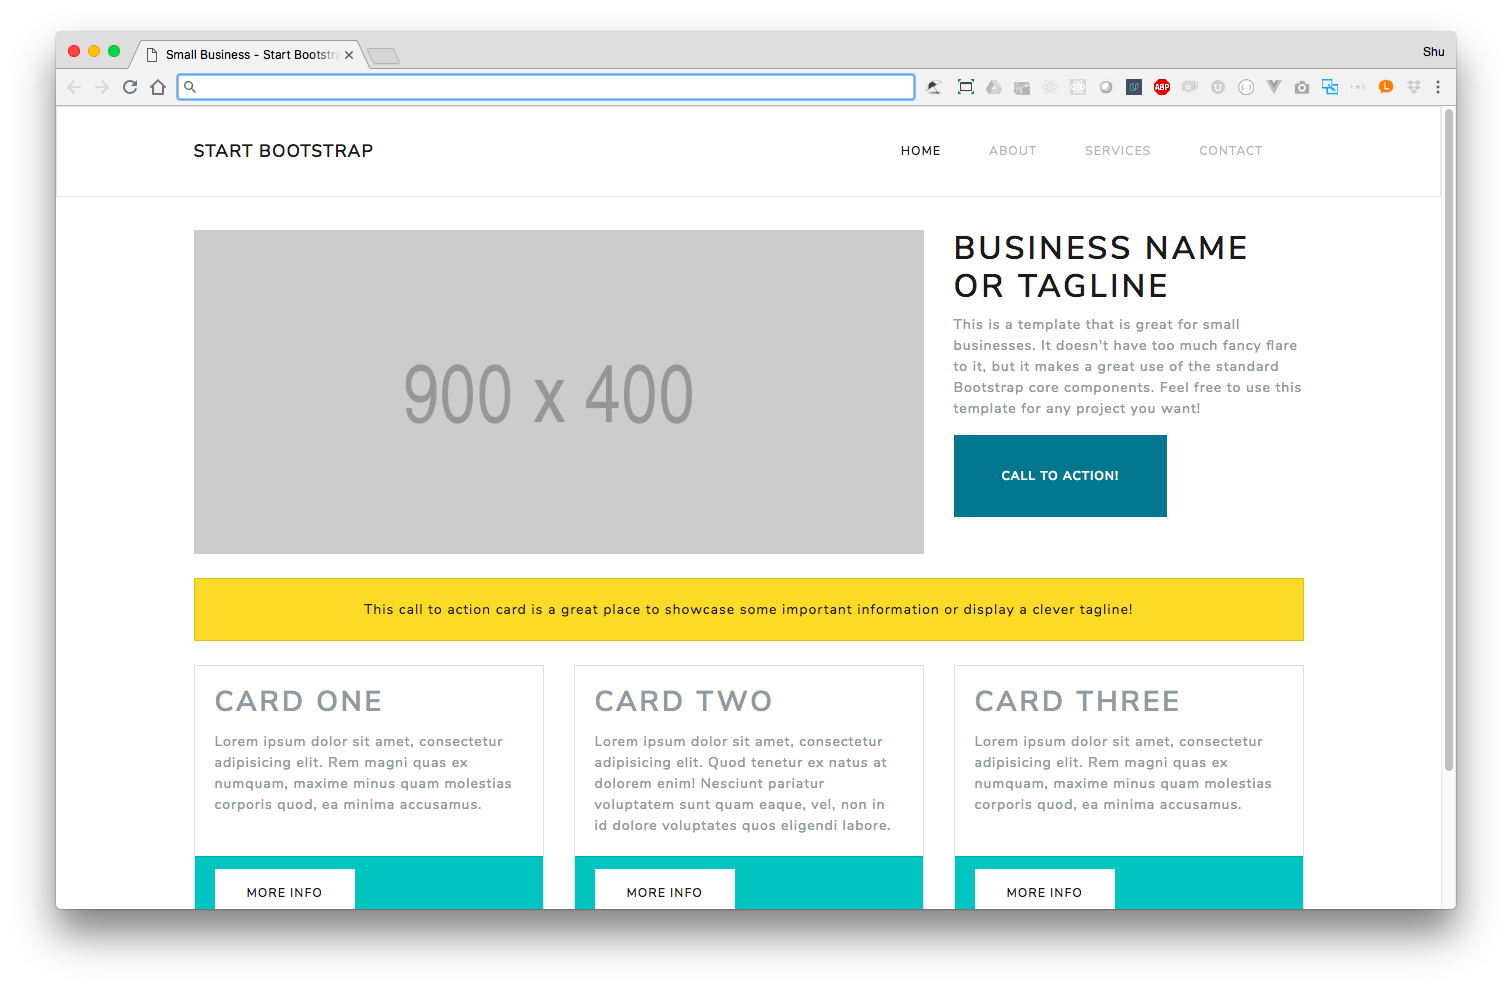 Small Business - Start Bootstra
Shu
ABP
START BOOTSTRAP
HOME
ABOUT
SERVICES
CONTACT
900 x 400
BUSINESS NAME
OR TAGLINE
This is a template that is great for small
businesses. It doesn't have too much fancy flare
to it, but it makes a great use of the standard
Bootstrap core components. Feel free to use this
template for any project you want!
CALL TO ACTION!
This call to action card is a great place to showcase some important information or display a clever tagline!
CARD ONE
Lorem ipsum dolor sit amet, consectetur
adipisicing elit. Rem magni quas ex
numquam, maxime minus quam molestias
corporis quod, ea minima accusamus.
MORE INFO
CARD TWO
Lorem ipsum dolor sit amet, consectetur
adipisicing elit. Quod tenetur ex natus at
dolorem enim! Nesciunt pariatur
voluptatem sunt quam eaque, vel, non in
id dolore voluptates quos eligendi labore.
MORE INFO
CARD THREE
Lorem ipsum dolor sit amet, consectetur
adipisicing elit. Rem magni quas ex
numquam, maxime minus quam molestias
corporis quod, ea minima accusamus.
MORE INFO